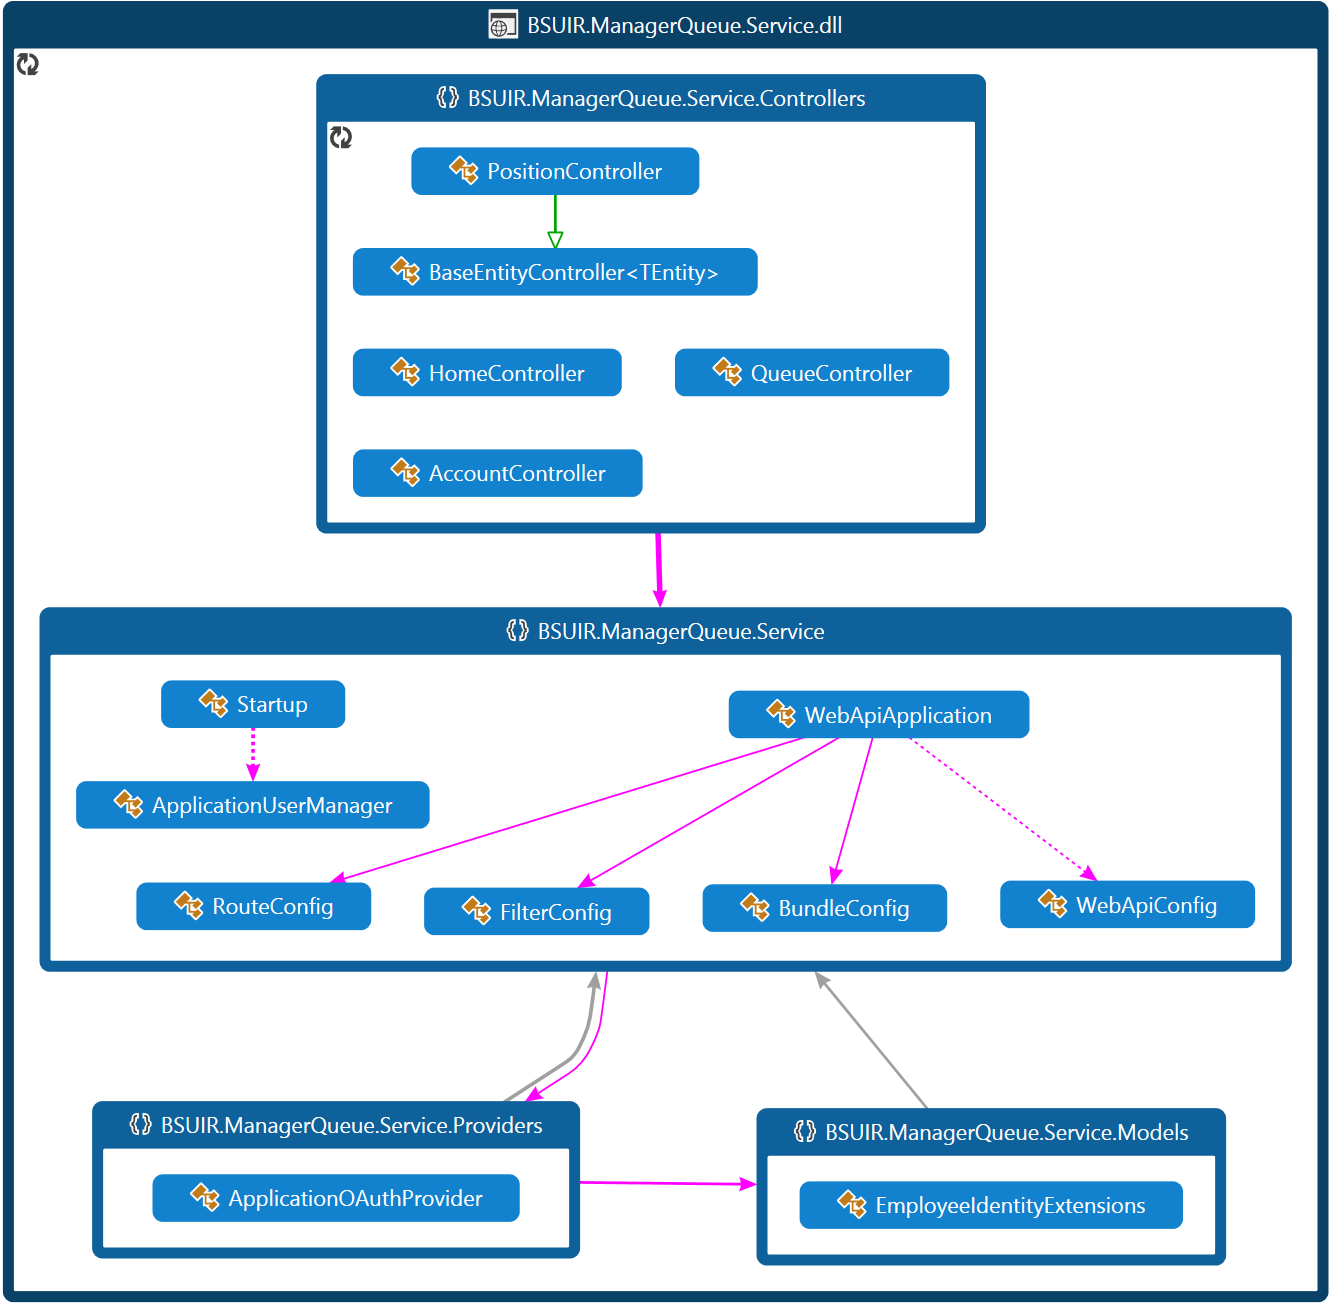 BSUIR.ManagerQueue.Service.dll
BSUIR.ManagerQueue.Service.Controllers
PositionController
BaseEntityController<TEntity>
HomeController
QueueController
AccountController
BSUIR.ManagerQueue.Service
Startup
WebApiApplication
ApplicationUserManager
RouteConfig
FilterConfig
BundleConfig
WebApiConfig
BSUIR.ManagerQueue.Service.Providers
ApplicationOAuthProvider
BSUIR.ManagerQueue.Service.Models
EmployeeIdentityExtensions